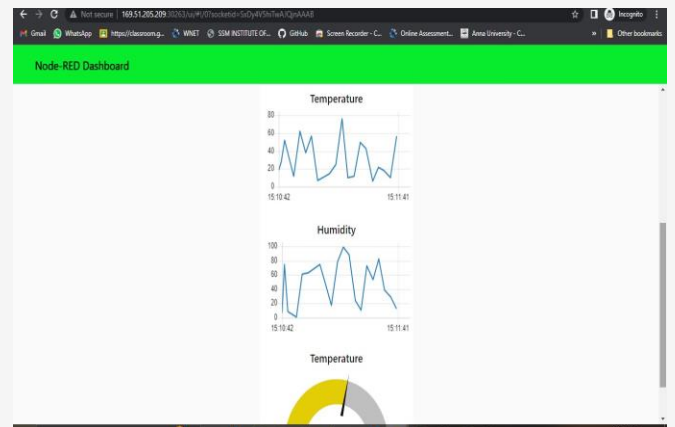 Not secure | 169.51.205.209:30263/ui/#!/0?socketid=
Incognito
Gmail WhatsApp https://classroom.g... WNET SSM INSTITUTE OF... GitHub Screen Recorder - C... Online Assessment... Anna University - C... » Other bookmarks
Node-RED Dashboard
Temperature
80
60
40
20
0
15:10:42 15:11:41
Humidity
100
80
60
40
20
0
15:10:42 15:11:41
Temperature